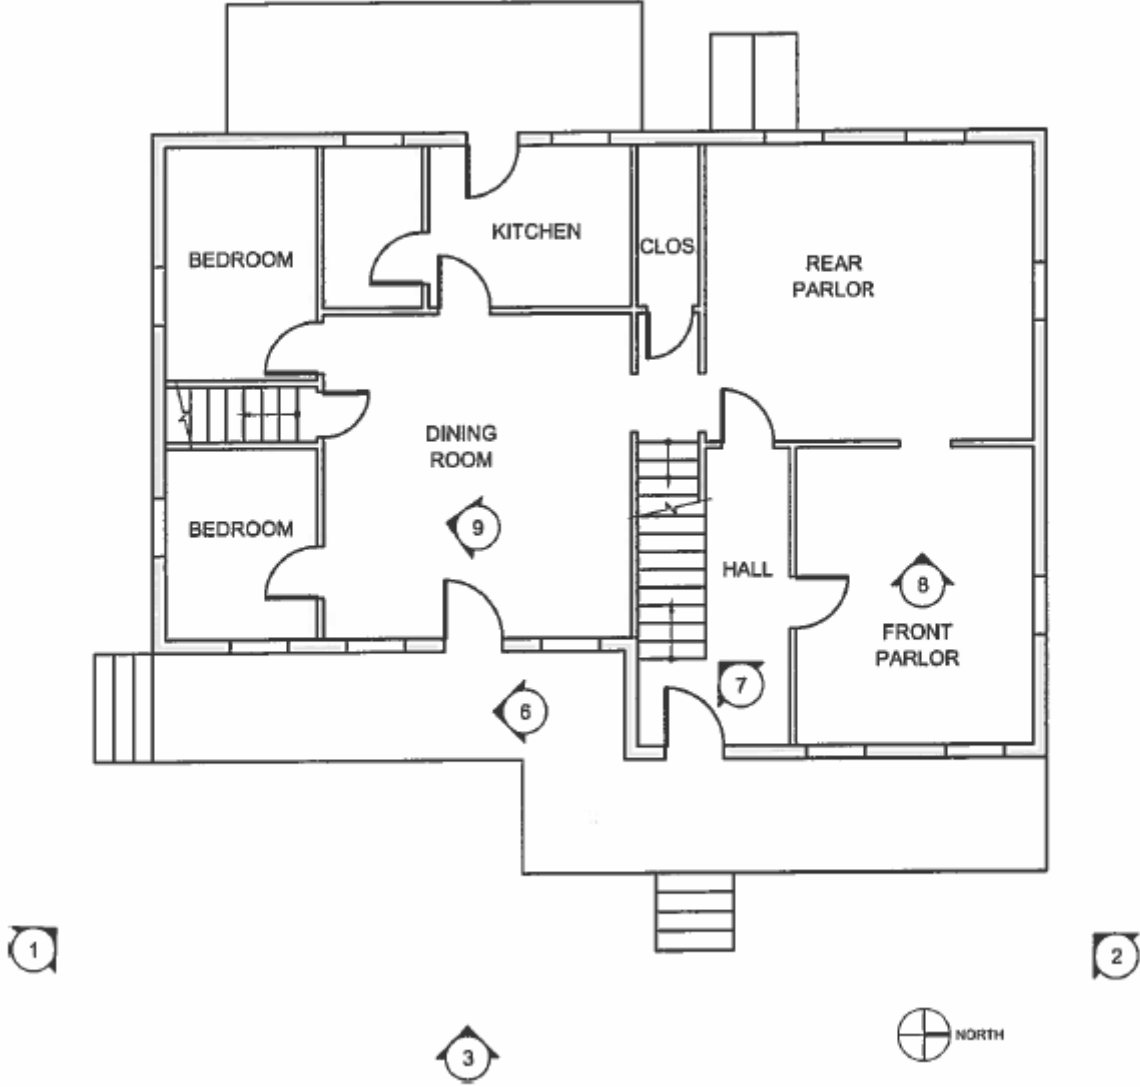 KITCHEN
CLOS
BEDROOM
REAR
PARLOR
DINING
ROOM
BEDROOM
9
HALL
8
FRONT
PARLOR
7
6
1
2
3
NORTH